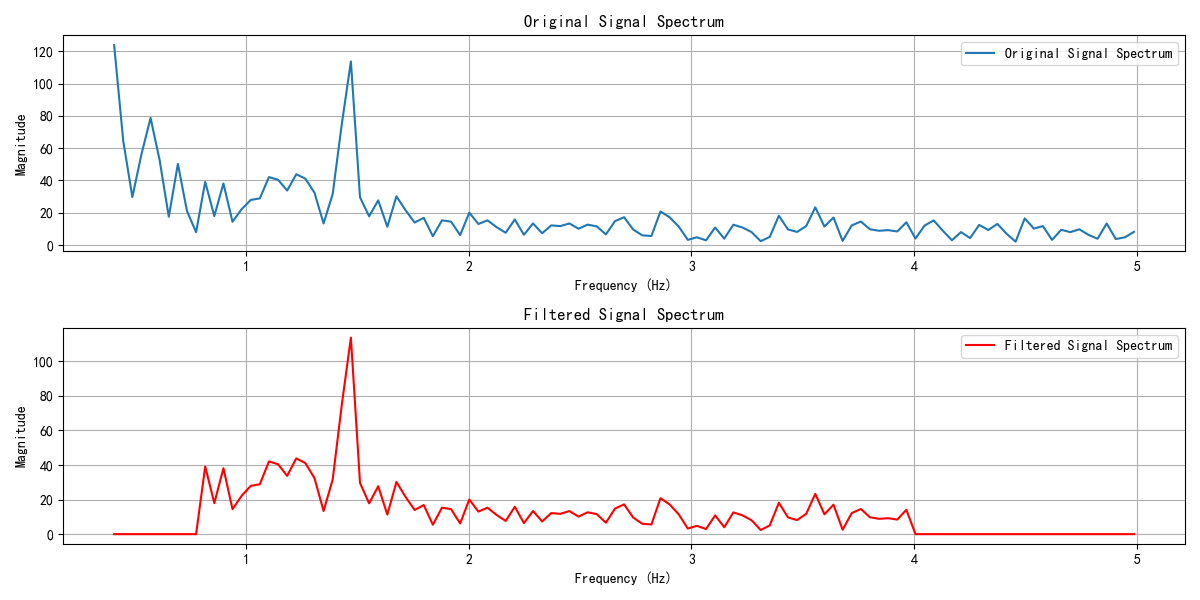 Original Signal Spectrum
Original Signal Spectrum
Magnitude
120
100
80
60
40
20
0
1
2
3
4
5
Frequency (Hz)
Filtered Signal Spectrum
Filtered Signal Spectrum
Magnitude
100
80
60
40
20
0
1
2
3
4
5
Frequency (Hz)